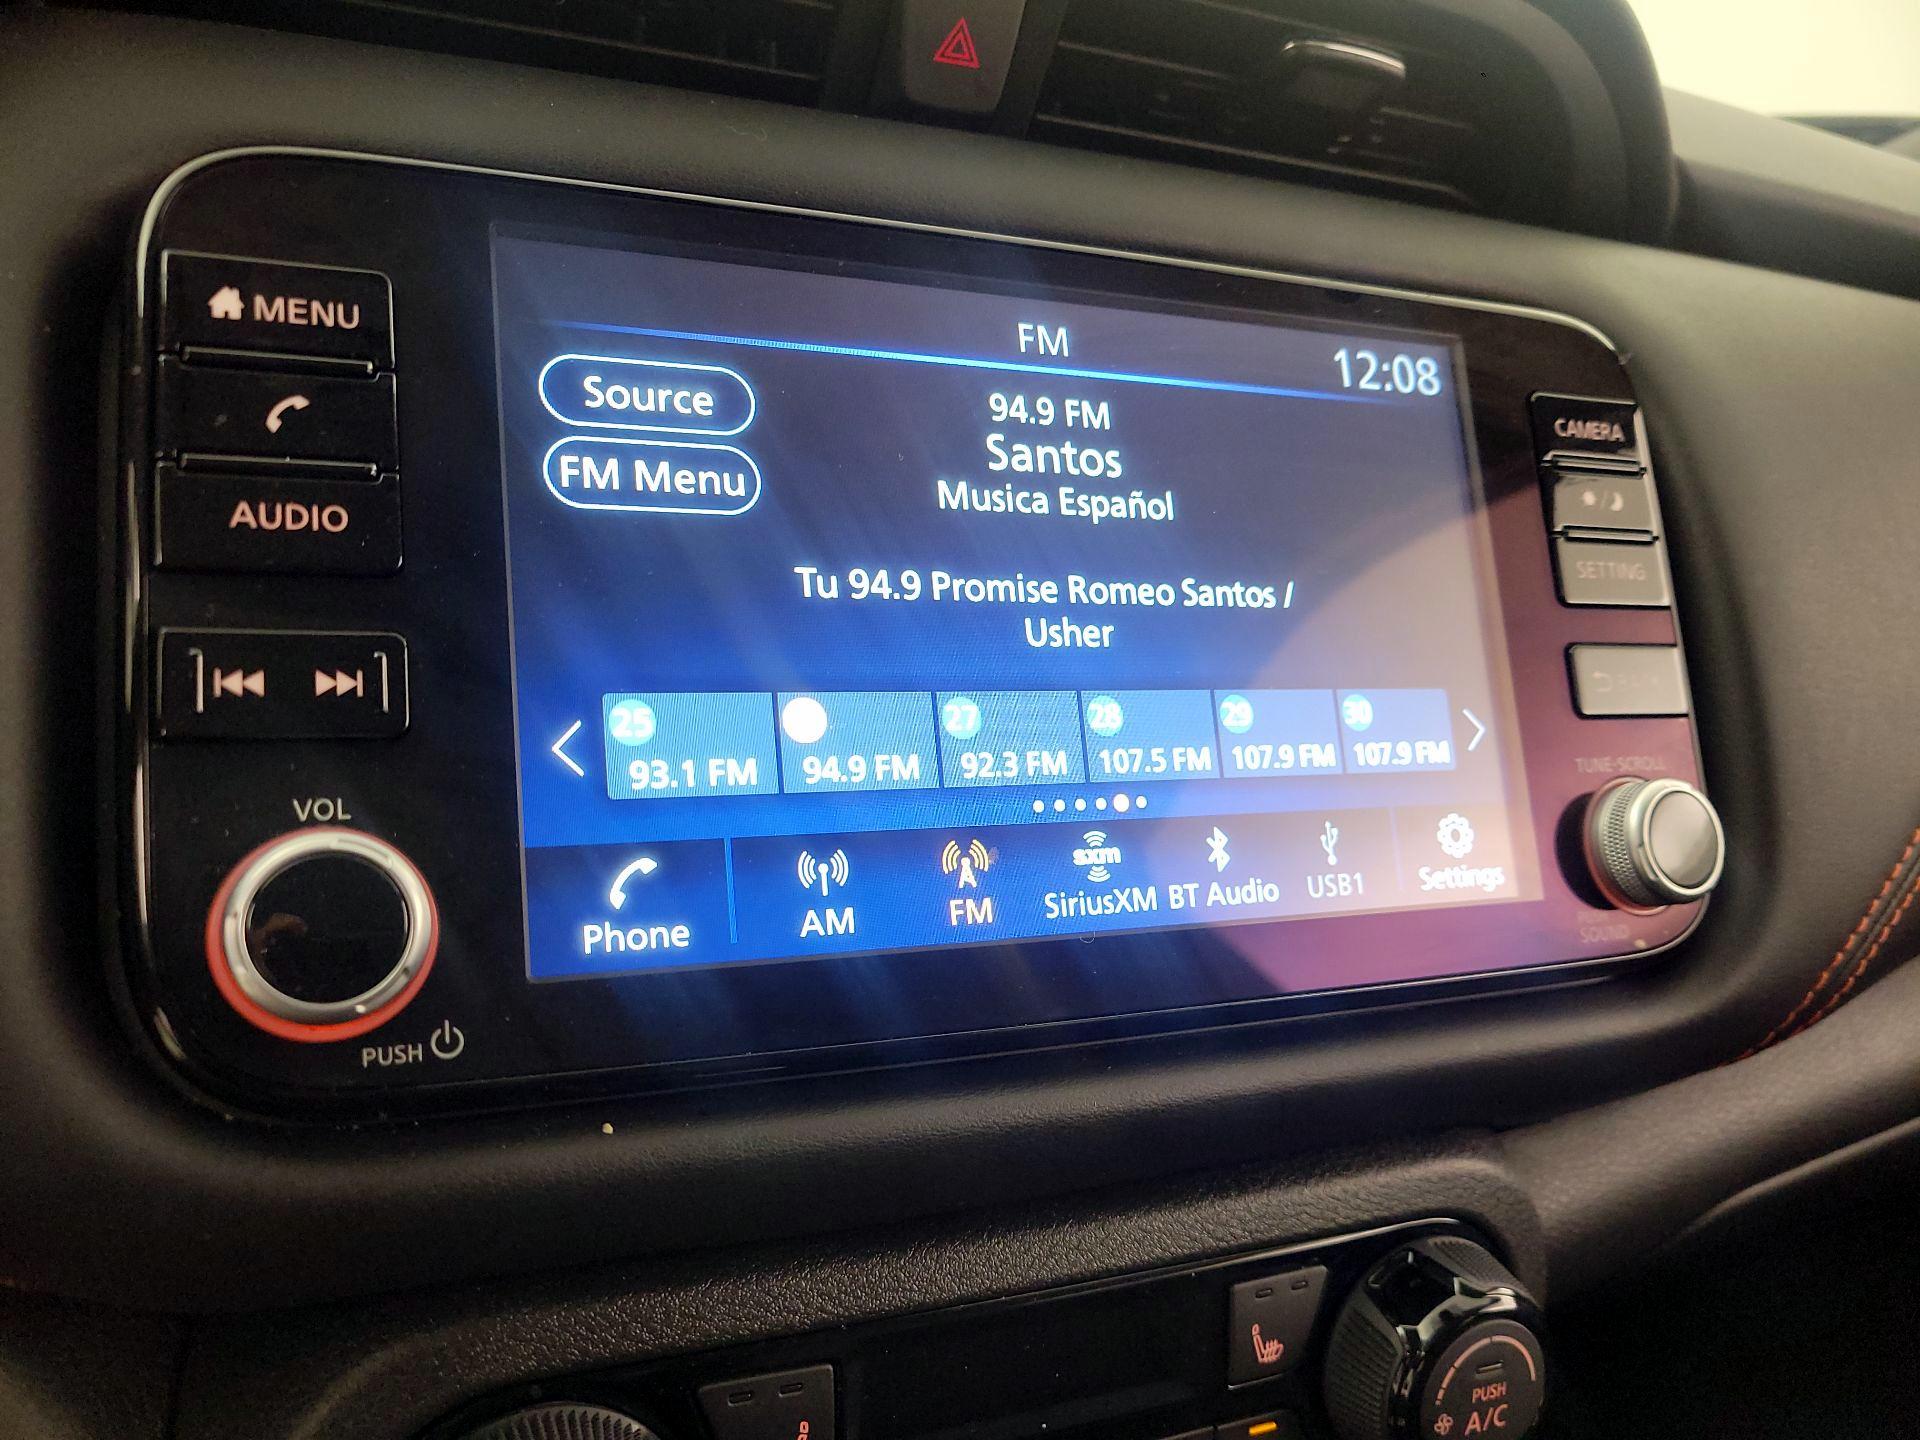 MENU
AUDIO
VOL
PUSH
FM
12:08
Source
FM Menu
94.9 FM
Santos
Musica Español
Tu 94.9 Promise Romeo Santos /
Usher
25
27
28
29
30
93.1 FM
94.9 FM
92.3 FM
107.5 FM
107.9 FM
107.9 FM
Phone
AM
FM
sxm
SiriusXM
BT Audio
USB1
Settings
CAMERA
SETTING
BACK
TUNE·SCROLL
PUSH
SOUND
PUSH
A/C